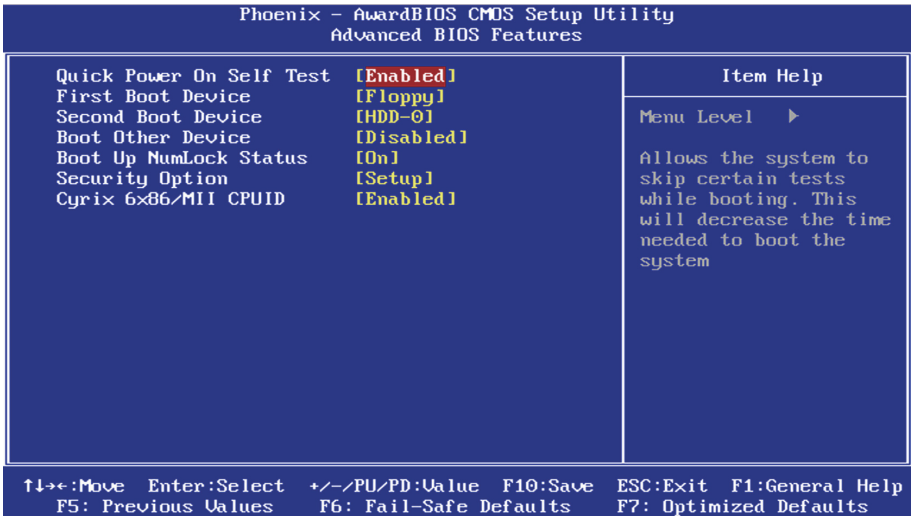 Phoenix - AwardBIOS CMOS Setup Utility
Advanced BIOS Features
Quick Power On Self Test [Enabled]
First Boot Device [Floppy]
Second Boot Device [HDD-0]
Boot Other Device [Disabled]
Boot Up NumLock Status [On]
Security Option [Setup]
Cyrix 6x86/MII CPUID [Enabled]
Item Help
Menu Level ▶
Allows the system to
skip certain tests
while booting. This
will decrease the time
needed to boot the
system
↑↓→←:Move Enter:Select +/-/PU/PD:Value F10:Save ESC:Exit F1:General Help
F5: Previous Values F6: Fail-Safe Defaults F7: Optimized Defaults